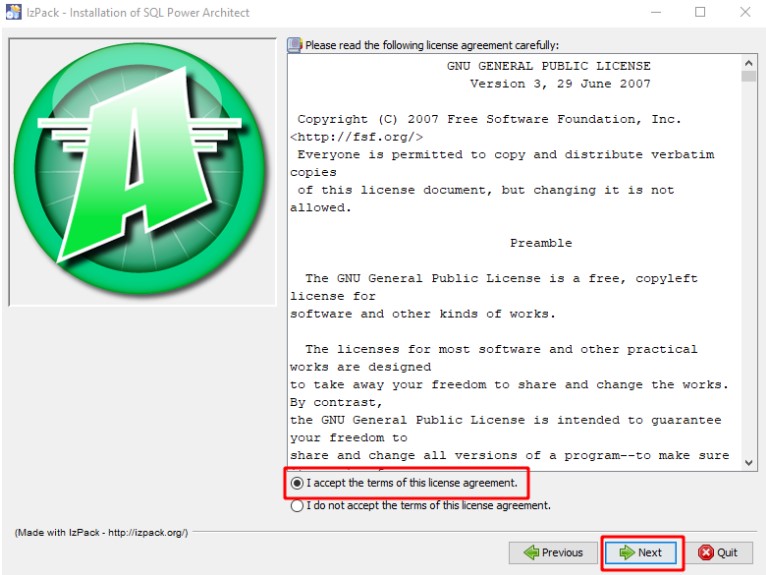 IzPack - Installation of SQL Power Architect
Please read the following license agreement carefully:
GNU GENERAL PUBLIC LICENSE
Version 3, 29 June 2007
Copyright (C) 2007 Free Software Foundation, Inc.
<http://fsf.org/>
Everyone is permitted to copy and distribute verbatim
copies
of this license document, but changing it is not
allowed.
Preamble
The GNU General Public License is a free, copyleft
license for
software and other kinds of works.
The licenses for most software and other practical
works are designed
to take away your freedom to share and change the works.
By contrast,
the GNU General Public License is intended to guarantee
your freedom to
share and change all versions of a program--to make sure
I accept the terms of this license agreement.
I do not accept the terms of this license agreement.
(Made with IzPack - http://izpack.org/)
Previous
Next
Quit